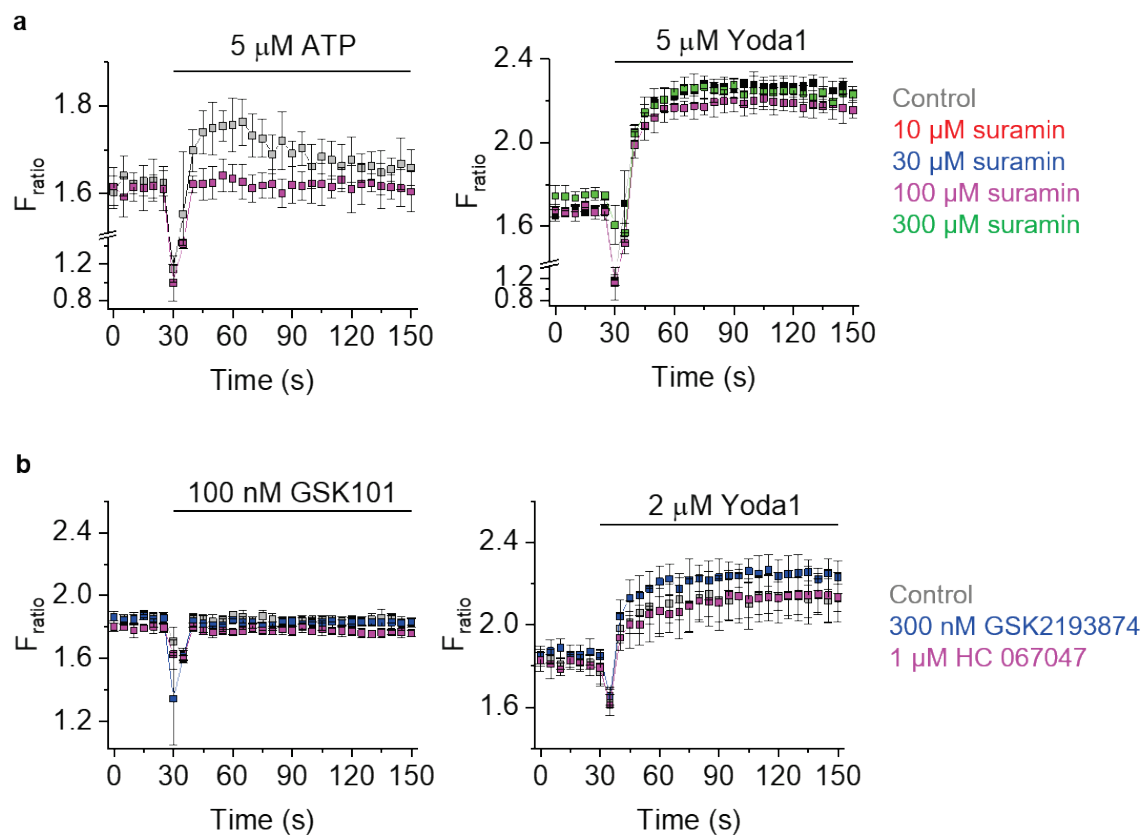 a
5 μM ATP
5 μM Yoda1
F_ratio
1.8
1.6
1.2
0.8
0 30 60 90 120 150
Time (s)
F_ratio
2.4
2.0
1.6
1.2
0.8
0 30 60 90 120 150
Time (s)
Control
10 µM suramin
30 µM suramin
100 µM suramin
300 µM suramin
b
100 nM GSK101
2 μM Yoda1
F_ratio
2.4
2.0
1.6
1.2
0 30 60 90 120 150
Time (s)
F_ratio
2.4
2.0
1.6
0 30 60 90 120 150
Time (s)
Control
300 nM GSK2193874
1 µM HC 067047